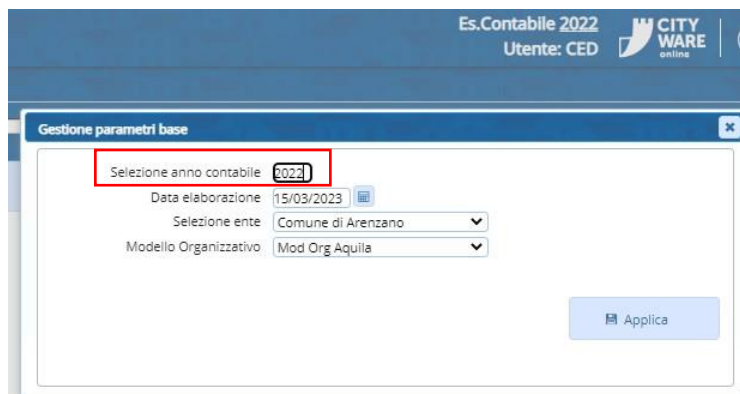 Es.Contabile 2022
Utente: CED
CITY
WARE
online
Gestione parametri base
Selezione anno contabile 2022
Data elaborazione 15/03/2023
Selezione ente Comune di Arenzano
Modello Organizzativo Mod Org Aquila
Applica